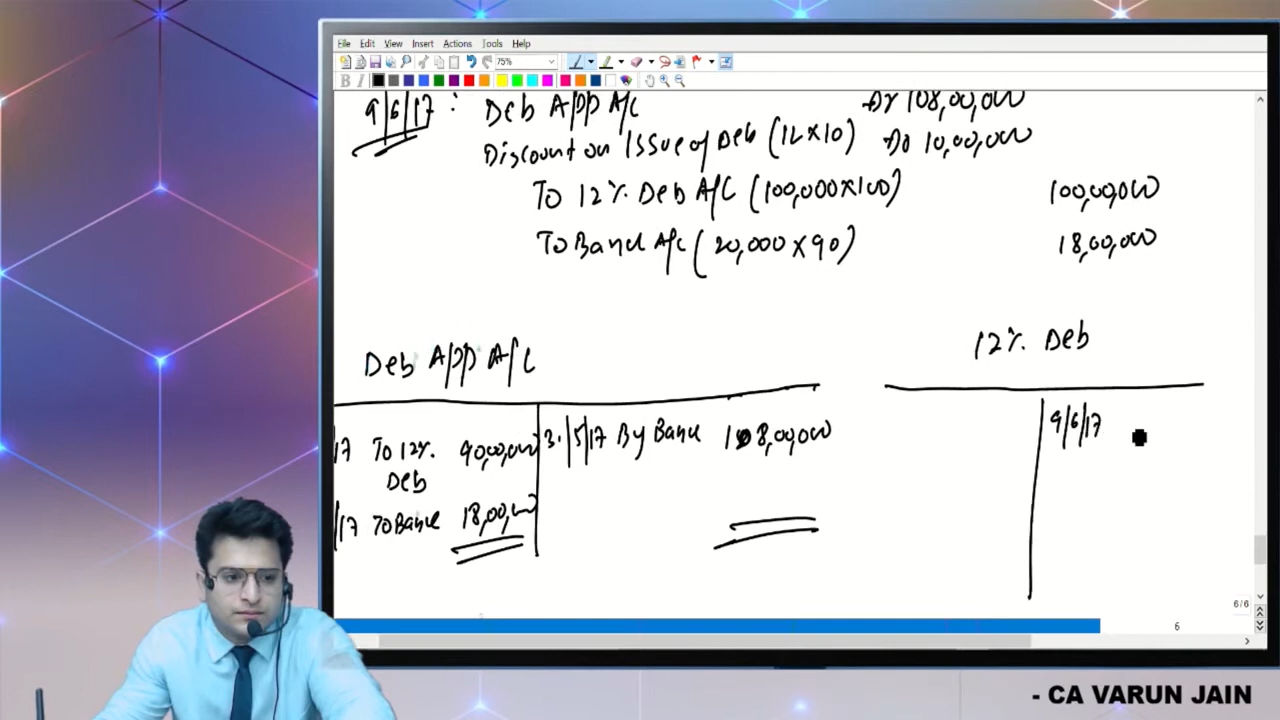 File Edit View Insert Actions Tools Help
75%
B I
9/6/17 : Deb App A/c Dr 108,00,000
Discount on Issue of Deb (1L×10) Dr 10,00,000
To 12% Deb A/c (100,000×100) 100,00,000
To Bank A/c (20,000×90) 18,00,000
Deb App A/c
12% Deb
17 To 12% Deb 90,00,000
3./5/17 By Bank 108,00,000
9/6/17
/17 To Bank 18,00,000
6/6
6
- CA VARUN JAIN